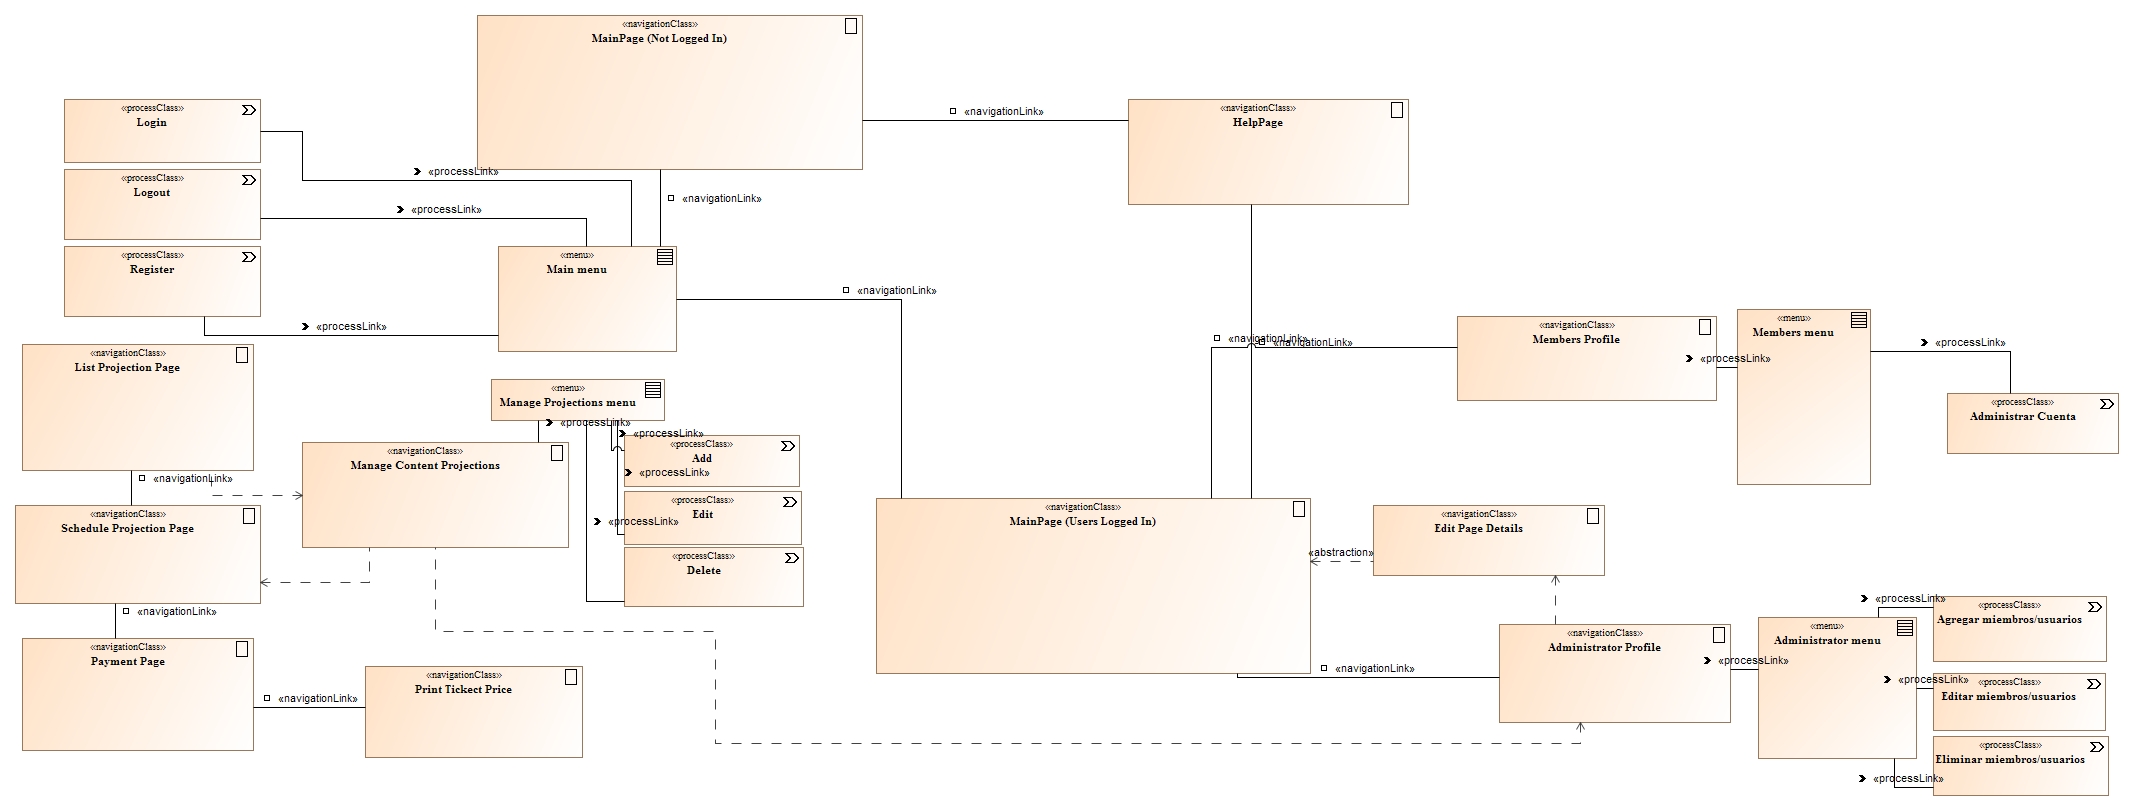 «navigationClass»
MainPage (Not Logged In)
«processClass»
Login
«navigationLink»
«navigationClass»
HelpPage
«processLink»
«processClass»
Logout
«navigationLink»
«processLink»
«processClass»
Register
«menu»
Main menu
«navigationLink»
«processLink»
«navigationClass»
List Projection Page
«navigationLink»
«navigationLink»
«navigationClass»
Members Profile
«processLink»
«menu»
Members menu
«processLink»
«processClass»
Administrar Cuenta
«menu»
Manage Projections menu
«processLink»
«processLink»
«navigationClass»
Manage Content Projections
«processClass»
Add
«processLink»
«navigationLink»
«processClass»
Edit
«processLink»
«navigationClass»
Schedule Projection Page
«processClass»
Delete
«navigationClass»
MainPage (Users Logged In)
«abstraction»
«navigationClass»
Edit Page Details
«navigationLink»
«navigationClass»
Payment Page
«navigationLink»
«navigationClass»
Print Tickect Price
«navigationLink»
«navigationClass»
Administrator Profile
«processLink»
«menu»
Administrator menu
«processLink»
«processClass»
Agregar miembros/usuarios
«processLink»
«processClass»
Editar miembros/usuarios
«processClass»
Eliminar miembros/usuarios
«processLink»